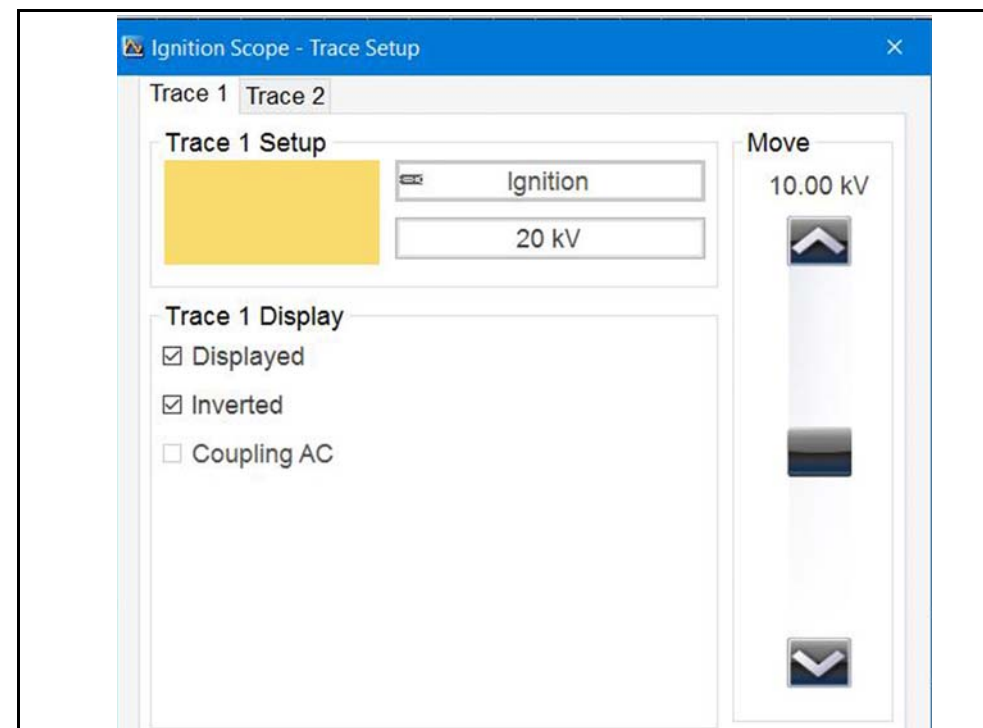 Ignition Scope - Trace Setup
Trace 1 Trace 2
Trace 1 Setup
Ignition
20 kV
Trace 1 Display
Displayed
Inverted
Coupling AC
Move
10.00 kV